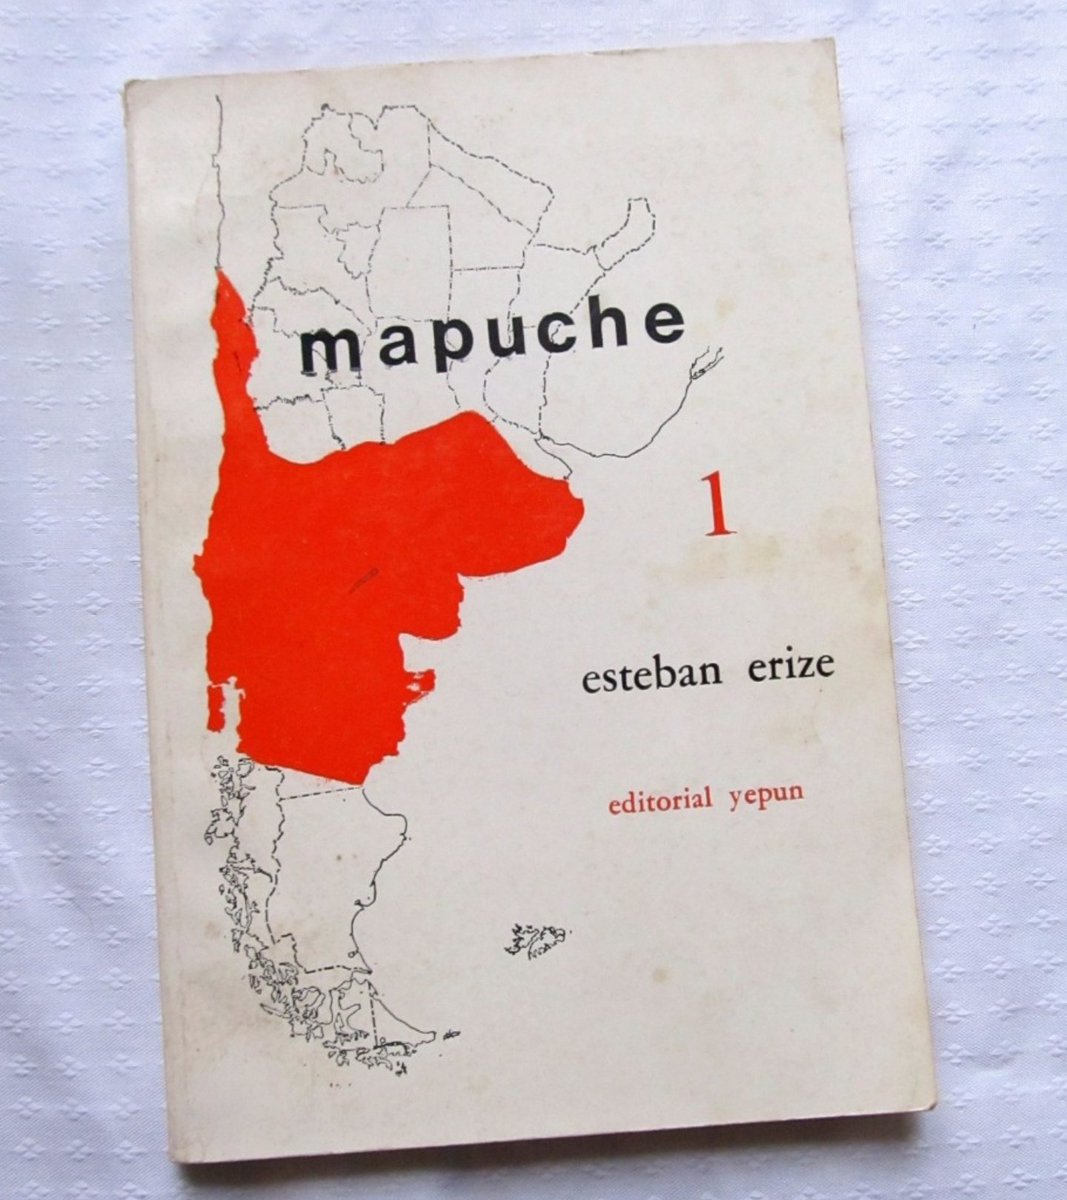 mapuche
1
esteban erize
editorial yepun